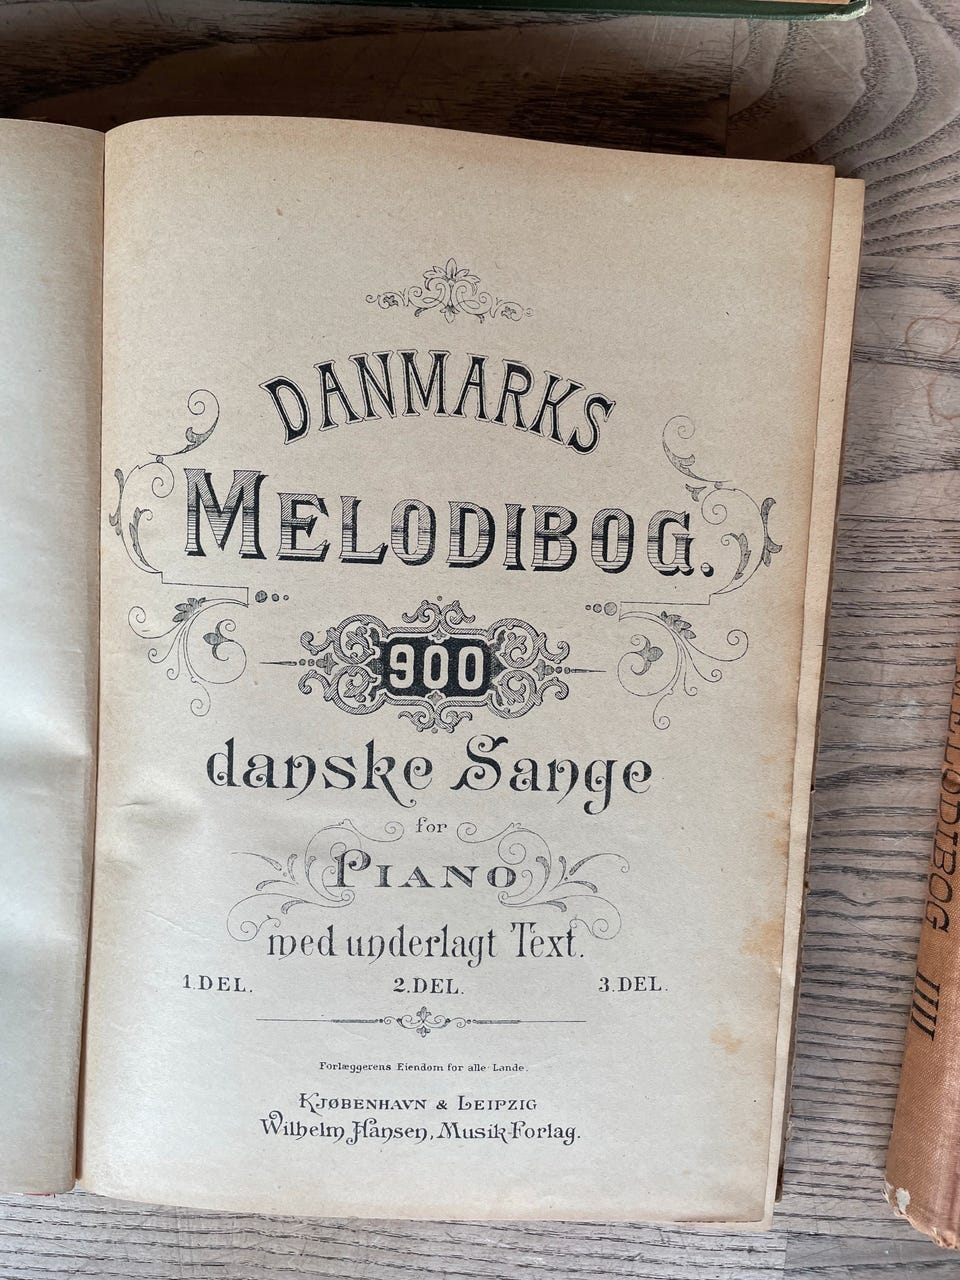 DANMARKS
MELODIBOG.
900
danske Sange
for
PIANO
med underlagt Text.
1.DEL. 2.DEL. 3.DEL.
Forlæggerens Eiendom for alle Lande.
KJØBENHAVN & LEIPZIG
Wilhelm Hansen, Musik-Forlag.
MELODIBOG IIII